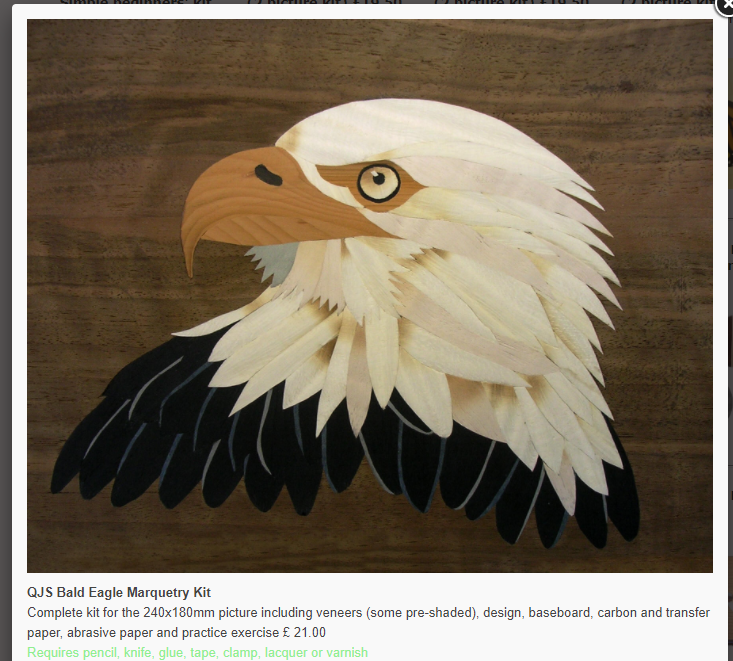 QJS Bald Eagle Marquetry Kit
Complete kit for the 240x180mm picture including veneers (some pre-shaded), design, baseboard, carbon and transfer
paper, abrasive paper and practice exercise £ 21.00
Requires pencil, knife, glue, tape, clamp, lacquer or varnish